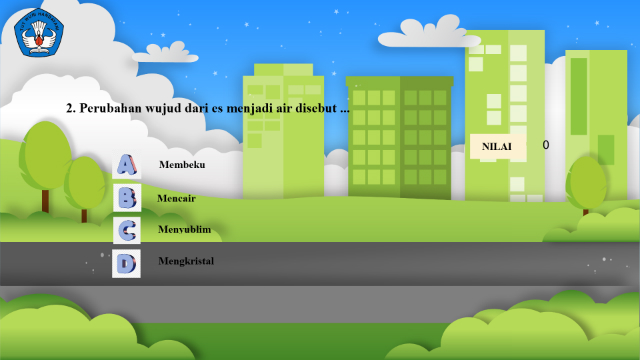 2. Perubahan wujud dari es menjadi air disebut ...
NILAI 0
A Membeku
B Mencair
C Menyublim
D Mengkristal